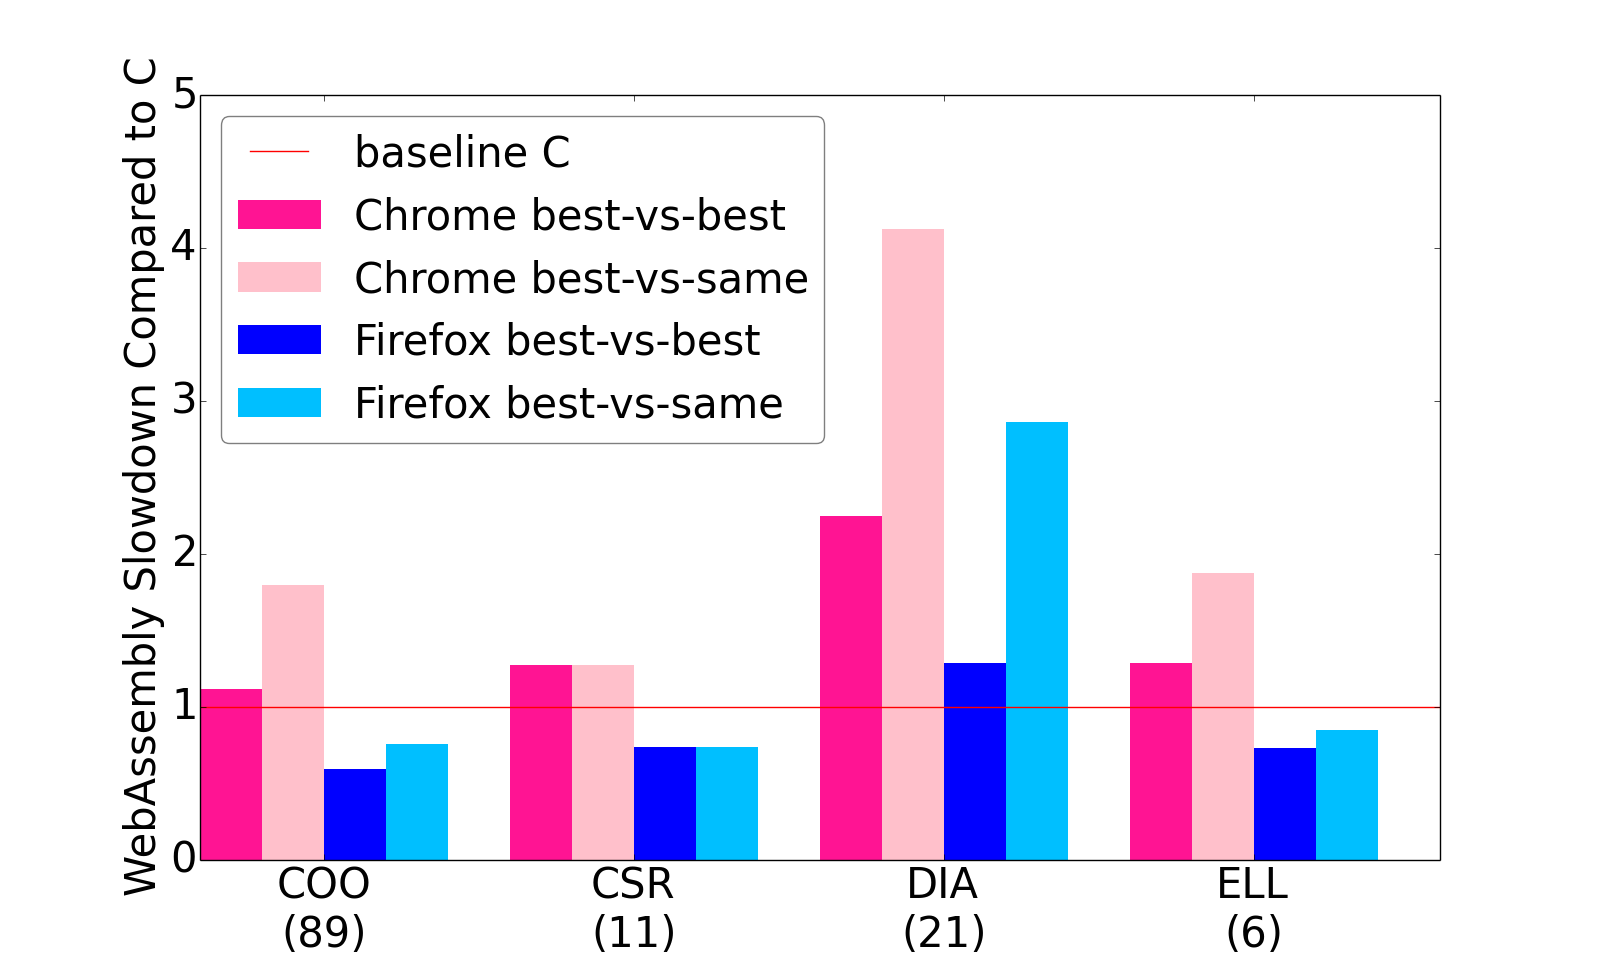 WebAssembly Slowdown Compared to C
5
4
3
2
1
0
baseline C
Chrome best-vs-best
Chrome best-vs-same
Firefox best-vs-best
Firefox best-vs-same
COO
(89)
CSR
(11)
DIA
(21)
ELL
(6)